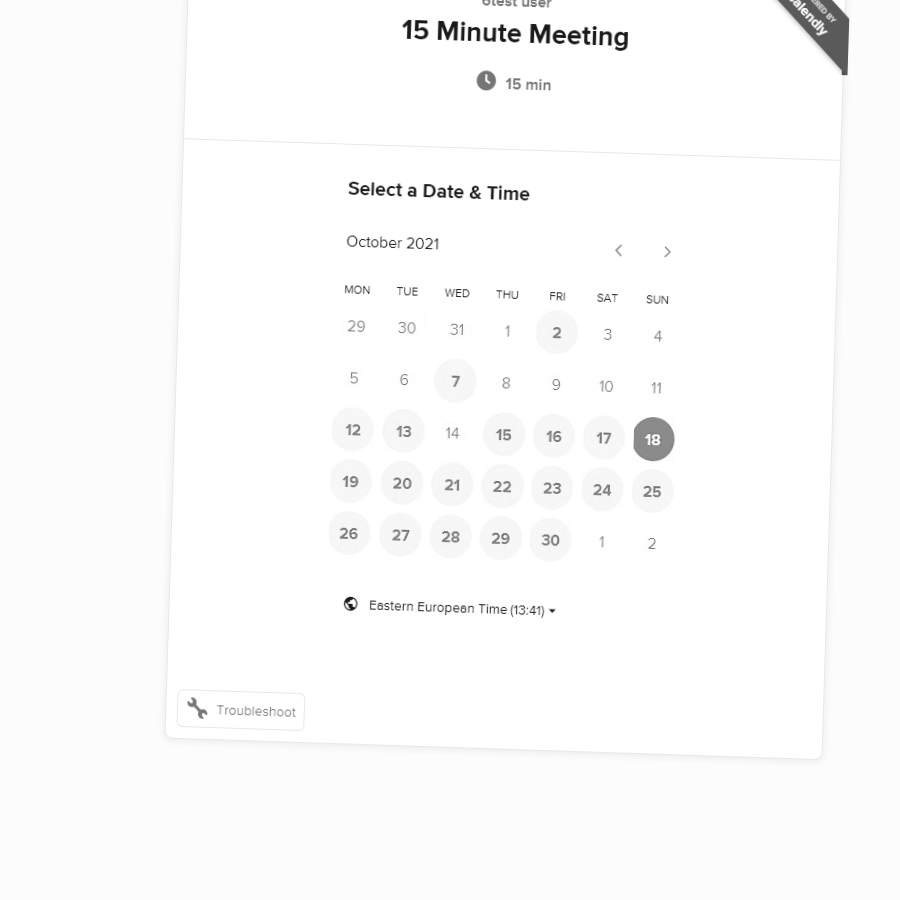 6test user
15 Minute Meeting
15 min
Calendly
Select a Date & Time
October 2021
MON TUE WED THU FRI SAT SUN
29 30 31 1 2 3 4
5 6 7 8 9 10 11
12 13 14 15 16 17 18
19 20 21 22 23 24 25
26 27 28 29 30 1 2
Eastern European Time (13:41)
Troubleshoot